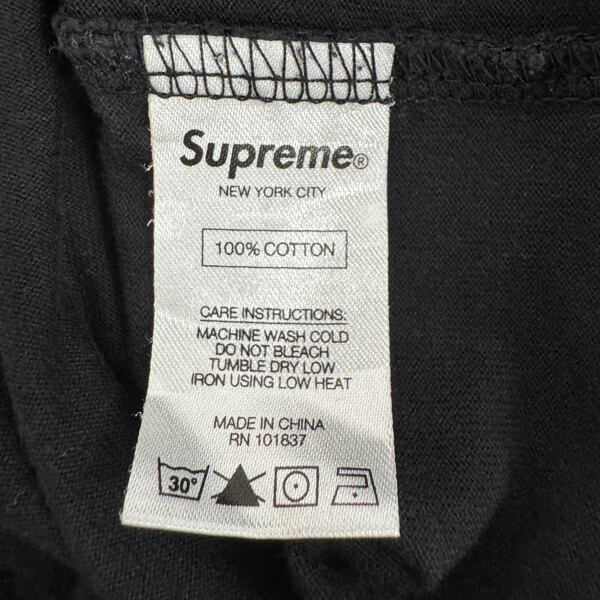 Supreme®
NEW YORK CITY
100% COTTON
CARE INSTRUCTIONS:
MACHINE WASH COLD
DO NOT BLEACH
TUMBLE DRY LOW
IRON USING LOW HEAT
MADE IN CHINA
RN 101837
30°